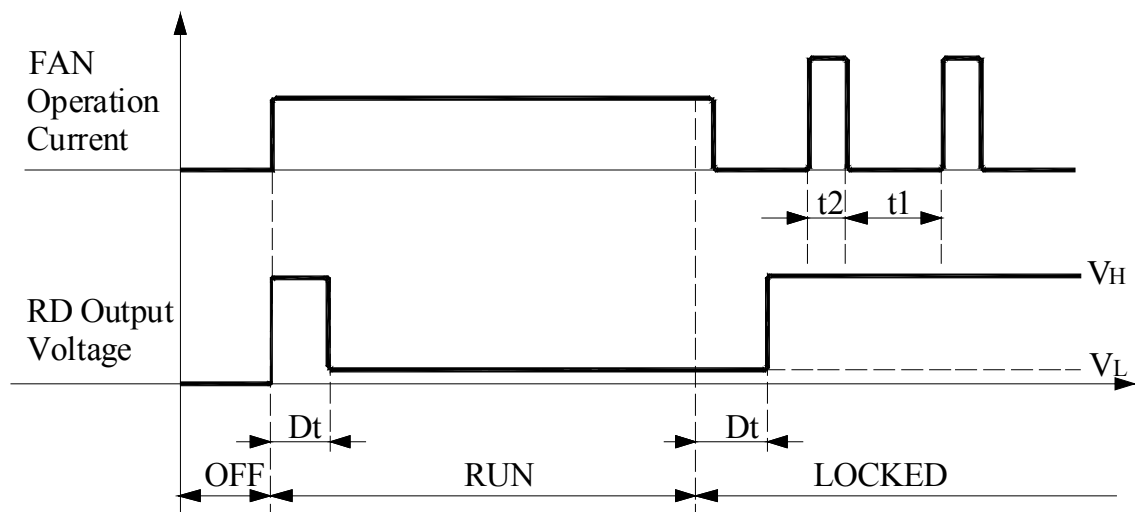 FAN
Operation
Current
t2
t1
VH
RD Output
Voltage
VL
Dt
Dt
OFF
RUN
LOCKED